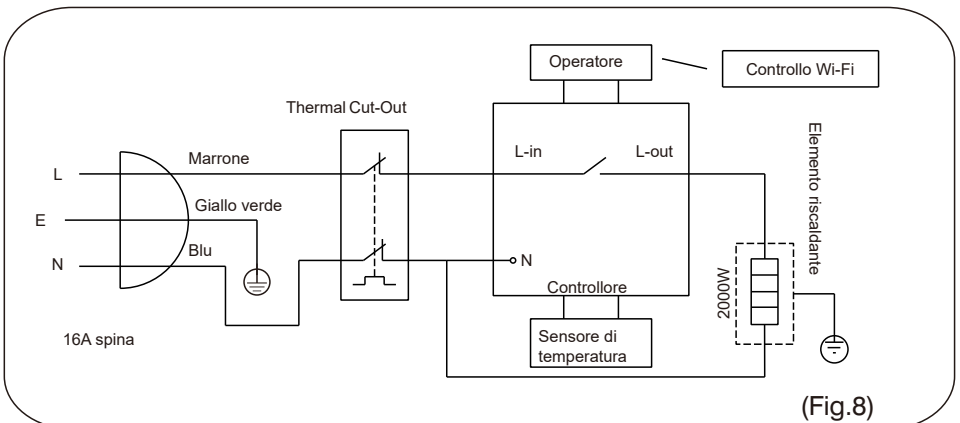 Operatore
Controllo Wi-Fi
Thermal Cut-Out
L-in
L-out
Elemento riscaldante
Marrone
L
Giallo verde
E
Blu
N
N
Controllore
2000W
16A spina
Sensore di
temperatura
(Fig.8)